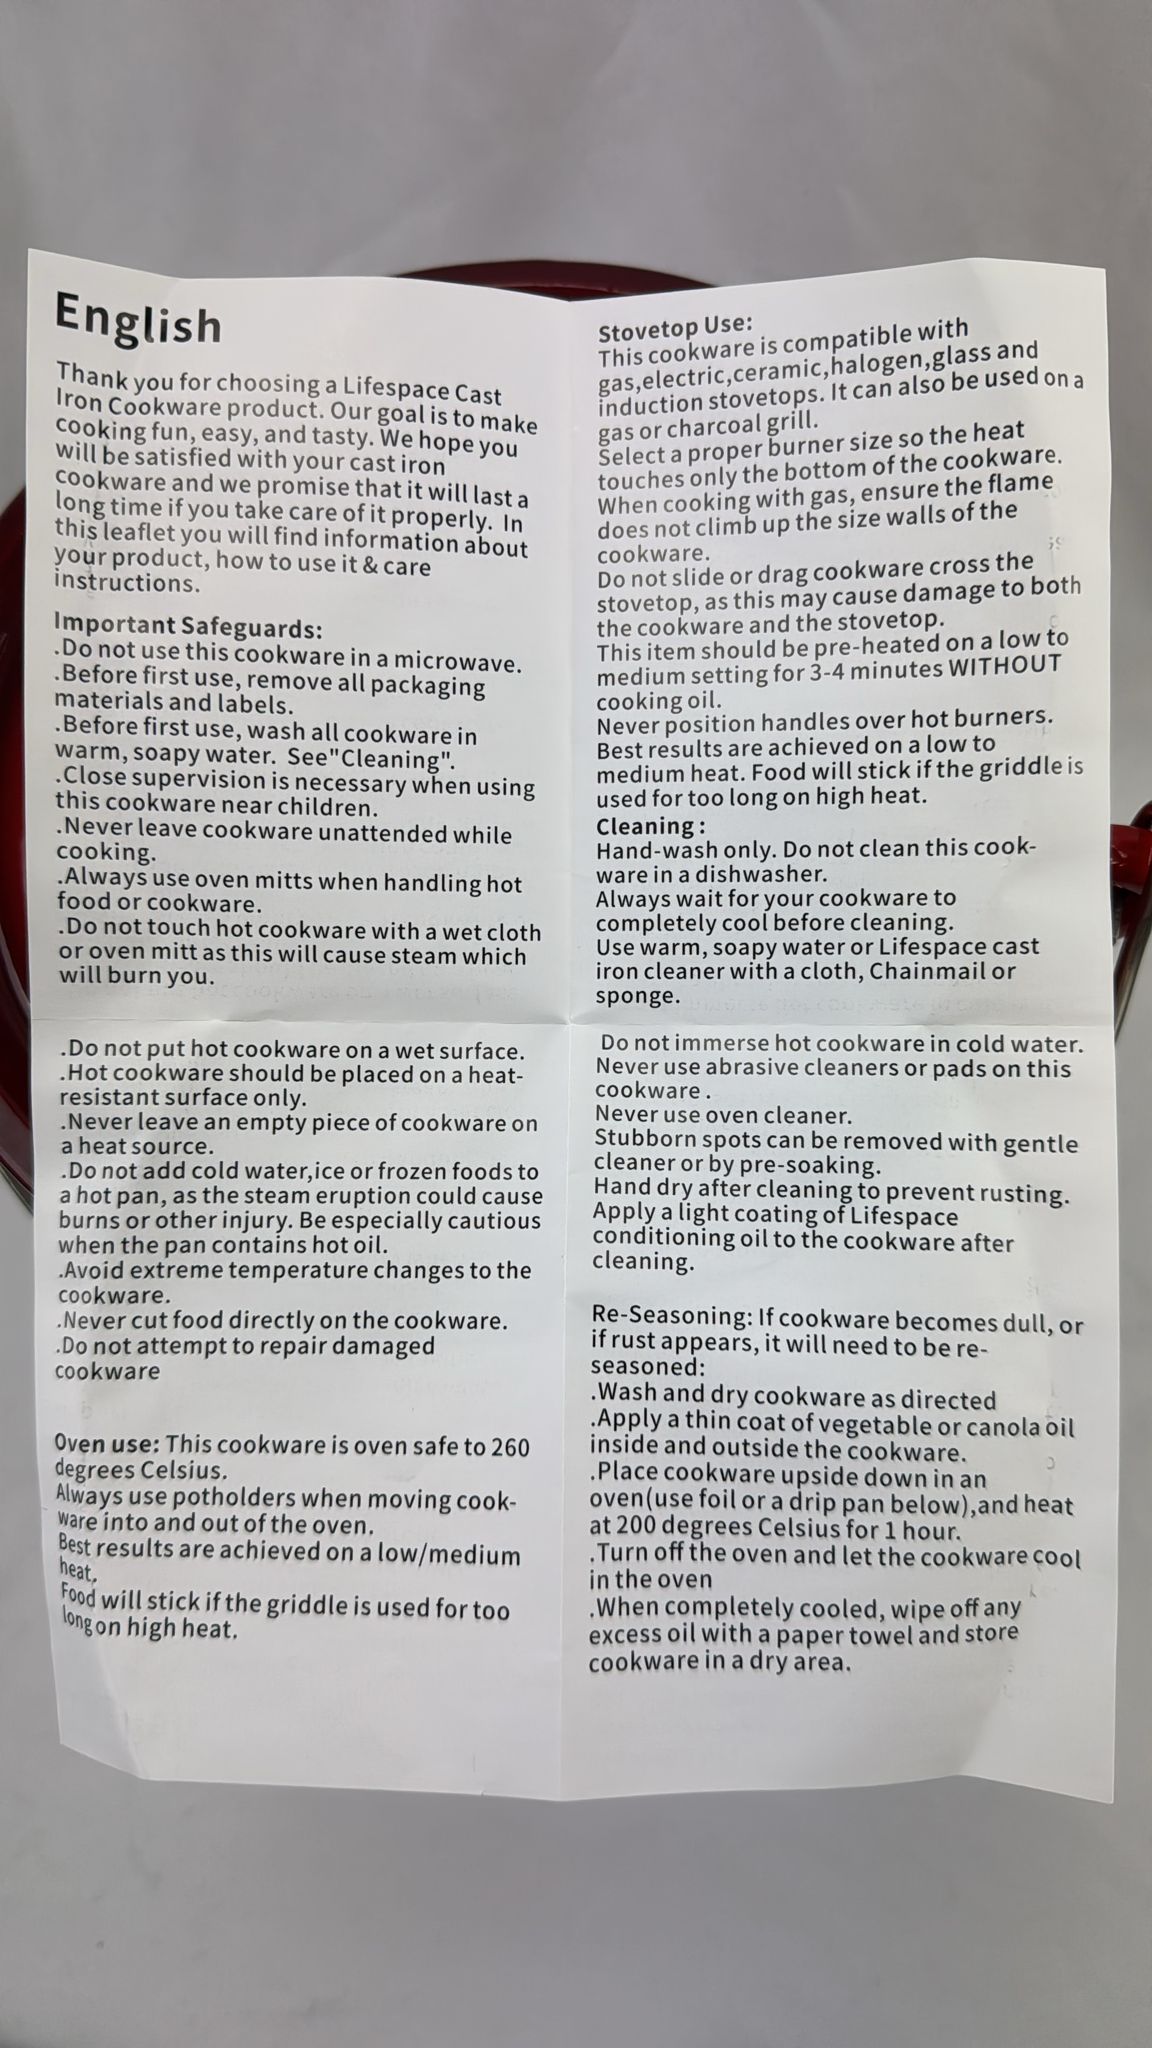 English
Thank you for choosing a Lifespace Cast
Iron Cookware product. Our goal is to make
cooking fun, easy, and tasty. We hope you
will be satisfied with your cast iron
cookware and we promise that it will last a
long time if you take care of it properly. In
this leaflet you will find information about
your product, how to use it & care
instructions.
Important Safeguards:
.Do not use this cookware in a microwave.
.Before first use, remove all packaging
materials and labels.
.Before first use, wash all cookware in
warm, soapy water. See"Cleaning".
.Close supervision is necessary when using
this cookware near children.
.Never leave cookware unattended while
cooking.
.Always use oven mitts when handling hot
food or cookware.
.Do not touch hot cookware with a wet cloth
or oven mitt as this will cause steam which
will burn you.
.Do not put hot cookware on a wet surface.
.Hot cookware should be placed on a heat-
resistant surface only.
.Never leave an empty piece of cookware on
a heat source.
.Do not add cold water,ice or frozen foods to
a hot pan, as the steam eruption could cause
burns or other injury. Be especially cautious
when the pan contains hot oil.
.Avoid extreme temperature changes to the
cookware.
.Never cut food directly on the cookware.
.Do not attempt to repair damaged
cookware
Oven use: This cookware is oven safe to 260
degrees Celsius.
Always use potholders when moving cook-
ware into and out of the oven.
Best results are achieved on a low/medium
heat.
Food will stick if the griddle is used for too
long on high heat.
Stovetop Use:
This cookware is compatible with
gas,electric,ceramic,halogen,glass and
induction stovetops. It can also be used on a
gas or charcoal grill.
Select a proper burner size so the heat
touches only the bottom of the cookware.
When cooking with gas, ensure the flame
does not climb up the size walls of the
cookware.
Do not slide or drag cookware cross the
stovetop, as this may cause damage to both
the cookware and the stovetop.
This item should be pre-heated on a low to
medium setting for 3-4 minutes WITHOUT
cooking oil.
Never position handles over hot burners.
Best results are achieved on a low to
medium heat. Food will stick if the griddle is
used for too long on high heat.
Cleaning :
Hand-wash only. Do not clean this cook-
ware in a dishwasher.
Always wait for your cookware to
completely cool before cleaning.
Use warm, soapy water or Lifespace cast
iron cleaner with a cloth, Chainmail or
sponge.
Do not immerse hot cookware in cold water.
Never use abrasive cleaners or pads on this
cookware .
Never use oven cleaner.
Stubborn spots can be removed with gentle
cleaner or by pre-soaking.
Hand dry after cleaning to prevent rusting.
Apply a light coating of Lifespace
conditioning oil to the cookware after
cleaning.
Re-Seasoning: If cookware becomes dull, or
if rust appears, it will need to be re-
seasoned:
.Wash and dry cookware as directed
.Apply a thin coat of vegetable or canola oil
inside and outside the cookware.
.Place cookware upside down in an
oven(use foil or a drip pan below),and heat
at 200 degrees Celsius for 1 hour.
.Turn off the oven and let the cookware cool
in the oven
.When completely cooled, wipe off any
excess oil with a paper towel and store
cookware in a dry area.